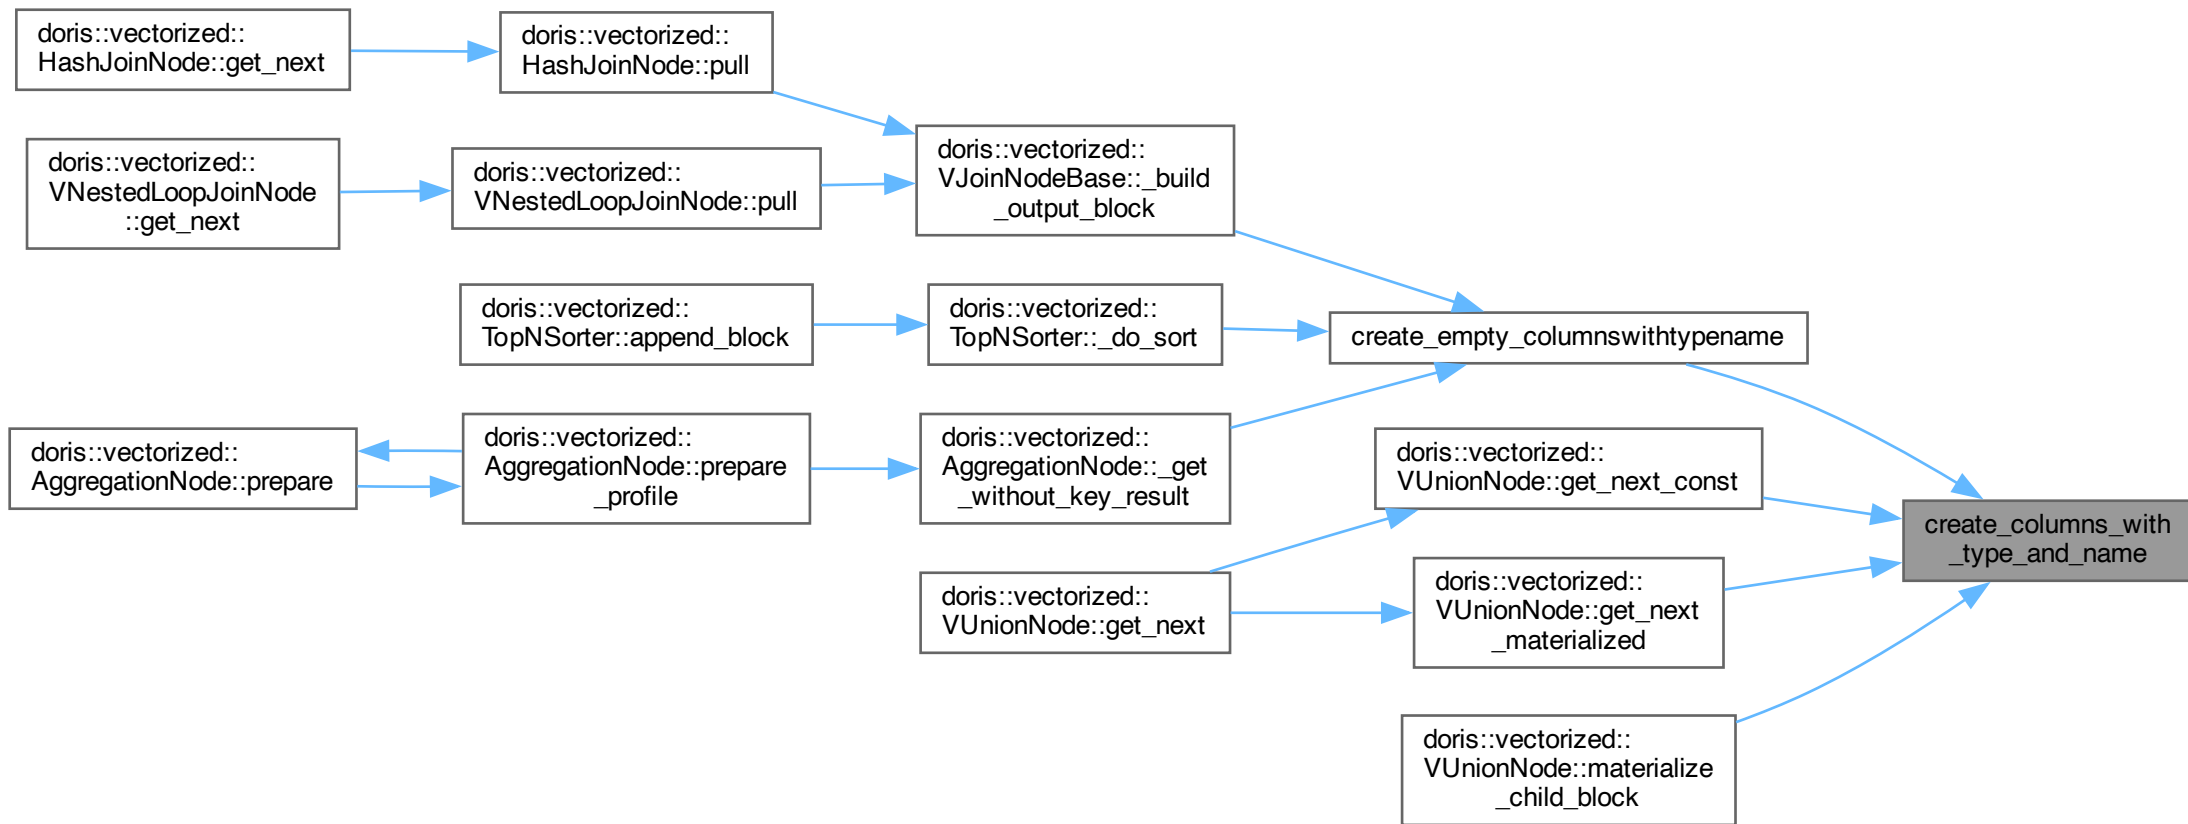 doris::vectorized::
HashJoinNode::get_next
doris::vectorized::
HashJoinNode::pull
doris::vectorized::
VNestedLoopJoinNode
::get_next
doris::vectorized::
VNestedLoopJoinNode::pull
doris::vectorized::
VJoinNodeBase::_build
_output_block
doris::vectorized::
TopNSorter::append_block
doris::vectorized::
TopNSorter::_do_sort
create_empty_columnswithtypename
doris::vectorized::
AggregationNode::prepare
doris::vectorized::
AggregationNode::prepare
_profile
doris::vectorized::
AggregationNode::_get
_without_key_result
doris::vectorized::
VUnionNode::get_next_const
create_columns_with
_type_and_name
doris::vectorized::
VUnionNode::get_next
doris::vectorized::
VUnionNode::get_next
_materialized
doris::vectorized::
VUnionNode::materialize
_child_block